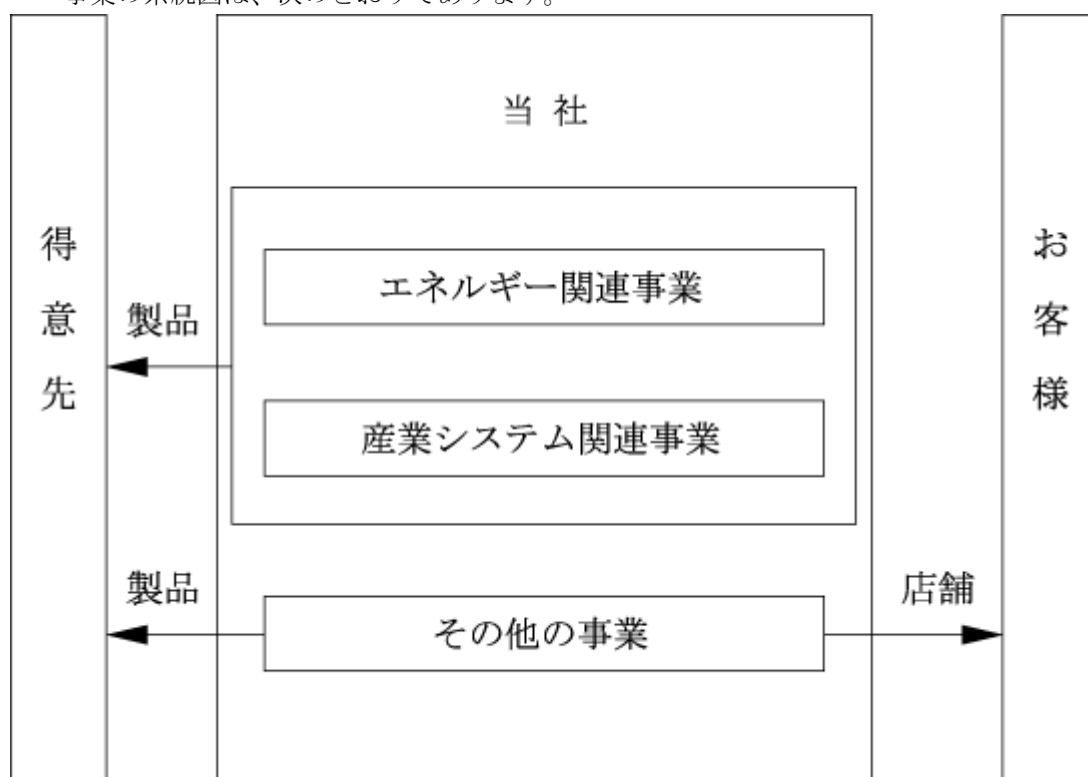 事業の系統図は、次のとおりであります。
当社
得意先
お客様
エネルギー関連事業
製品
産業システム関連事業
製品
店舗
その他の事業